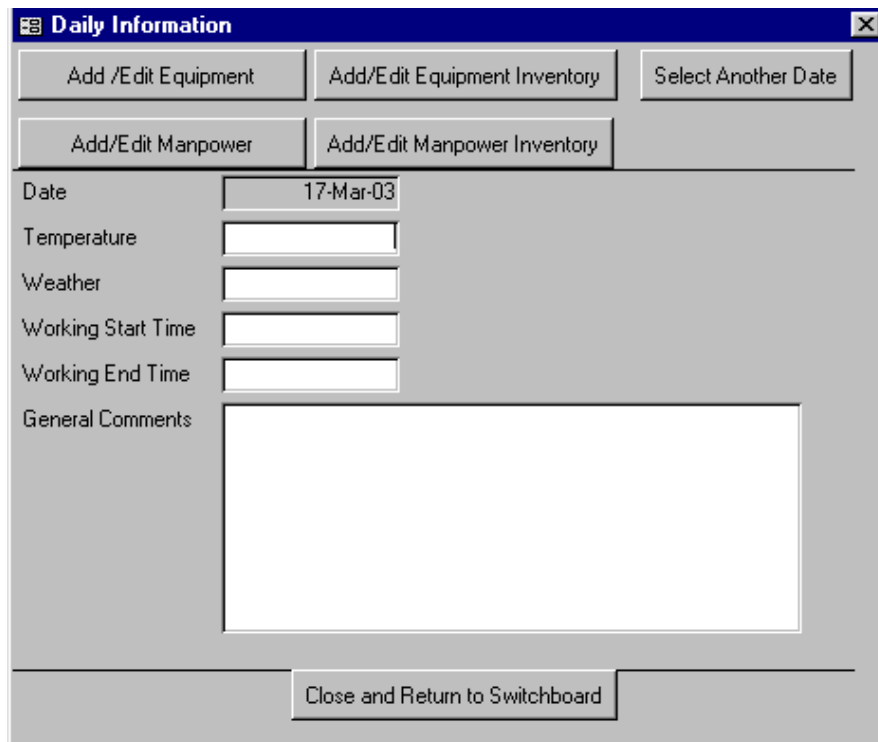 Daily Information
Add /Edit Equipment Add/Edit Equipment Inventory Select Another Date
Add/Edit Manpower Add/Edit Manpower Inventory
Date 17-Mar-03
Temperature
Weather
Working Start Time
Working End Time
General Comments
Close and Return to Switchboard